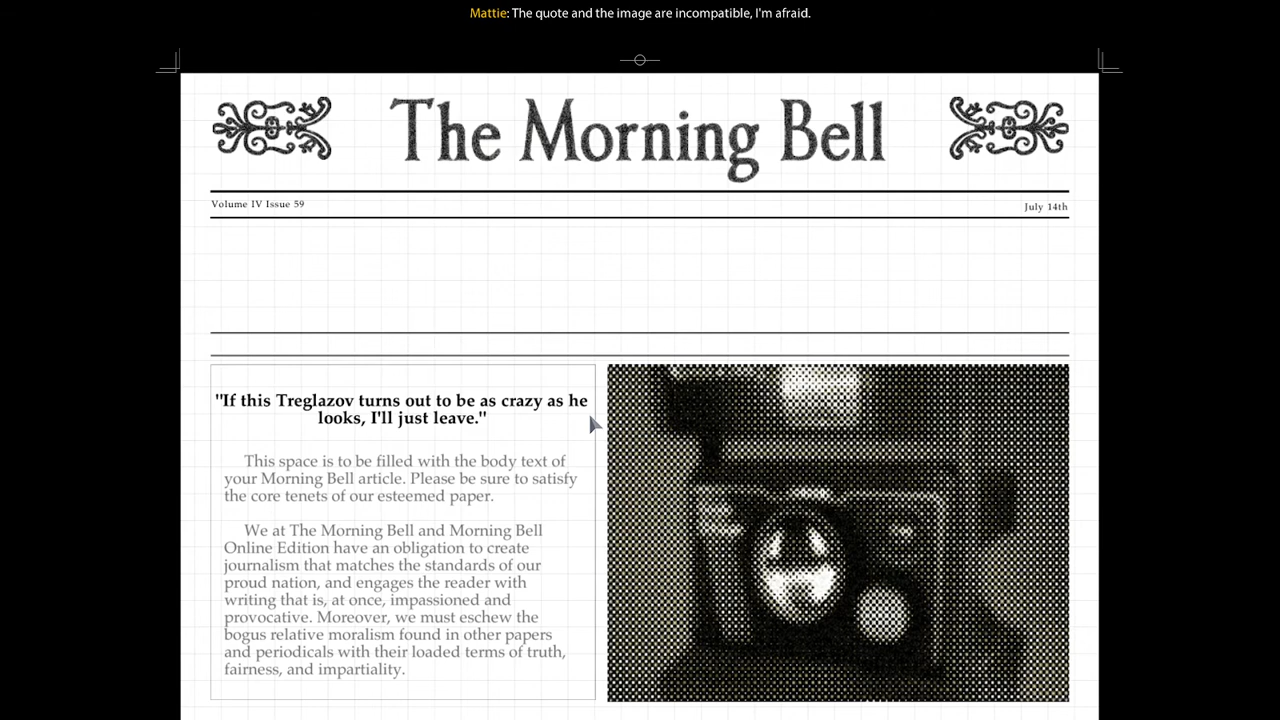 Mattie: The quote and the image are incompatible, I'm afraid.
The Morning Bell
Volume IV Issue 59
July 14th
"If this Treglazov turns out to be as crazy as he
looks, I'll just leave."
This space is to be filled with the body text of
your Morning Bell article. Please be sure to satisfy
the core tenets of our esteemed paper.
We at The Morning Bell and Morning Bell
Online Edition have an obligation to create
journalism that matches the standards of our
proud nation, and engages the reader with
writing that is, at once, impassioned and
provocative. Moreover, we must eschew the
bogus relative moralism found in other papers
and periodicals with their loaded terms of truth,
fairness, and impartiality.